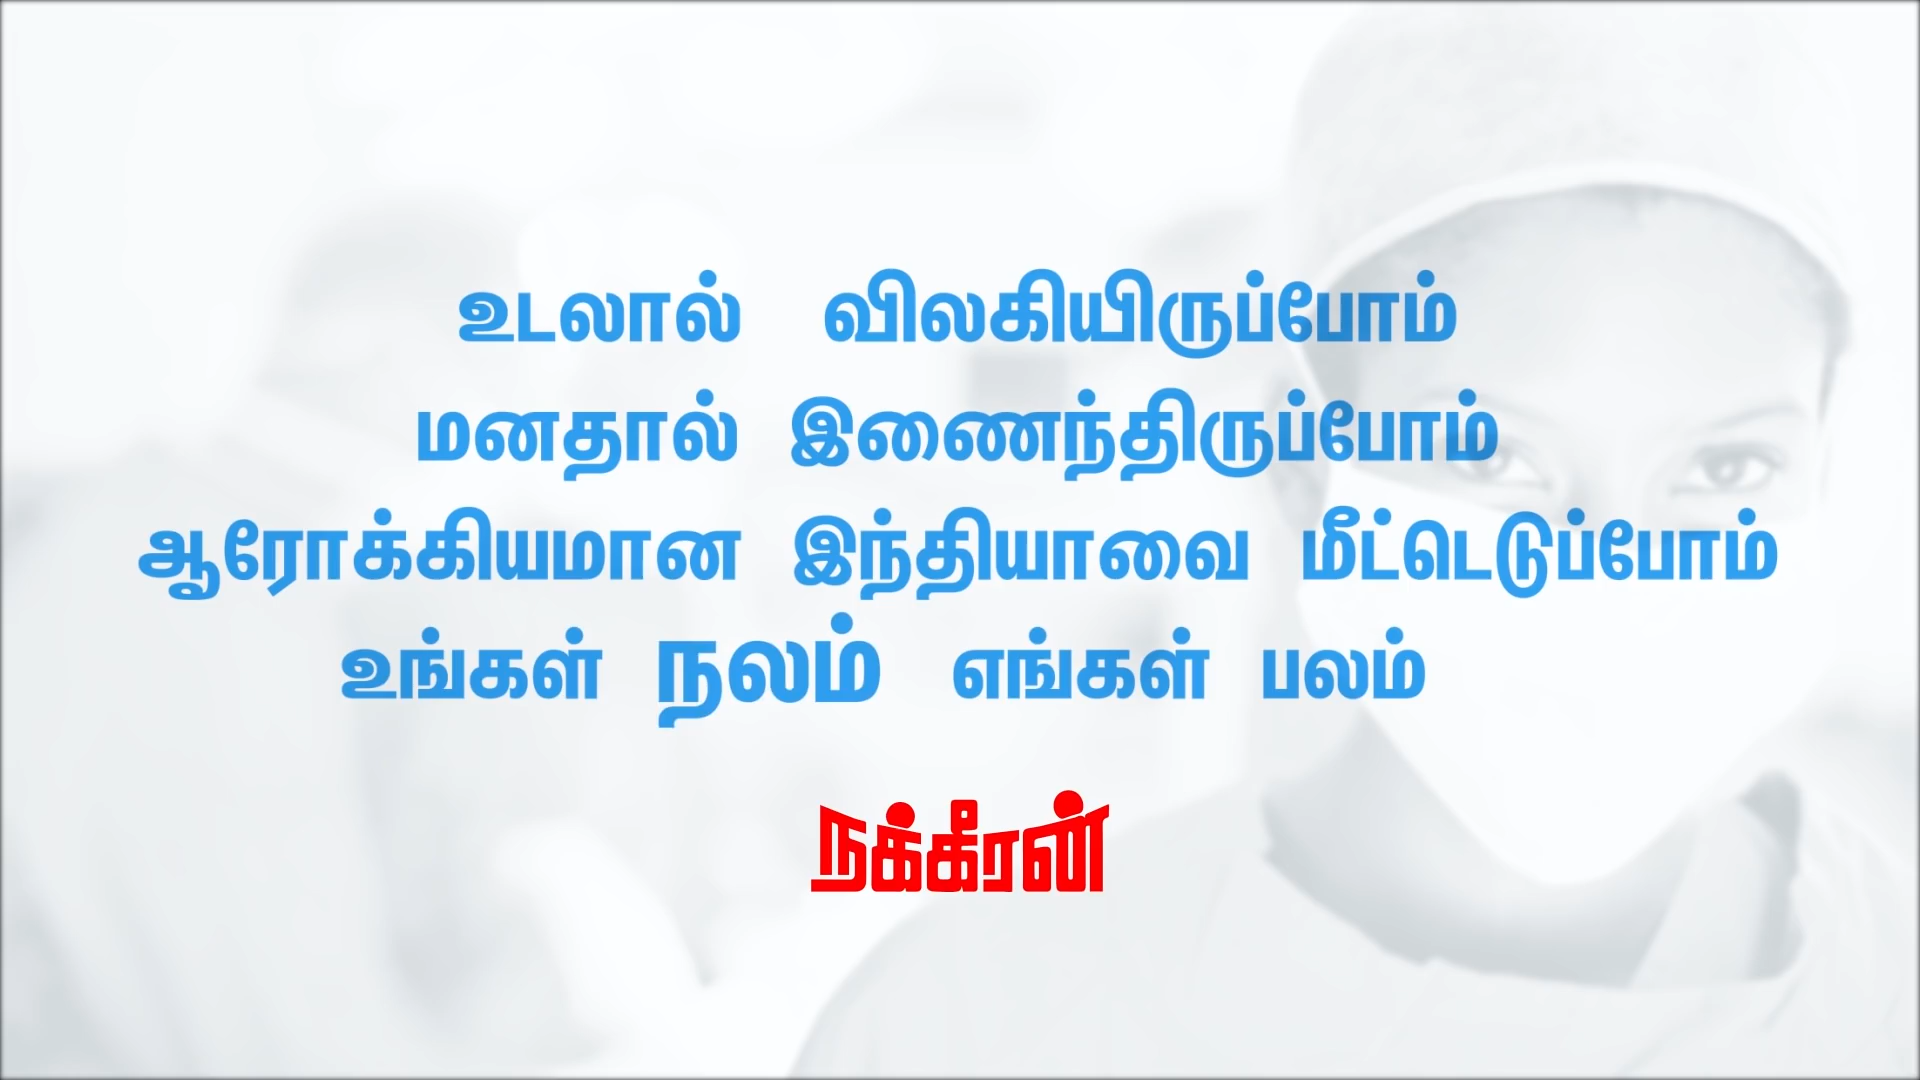 உடலால் விலகியிருப்போம்
மனதால் இணைந்திருப்போம்
ஆரோக்கியமான இந்தியாவை மீட்டெடுப்போம்
உங்கள் நலம் எங்கள் பலம்
நக்கீரன்